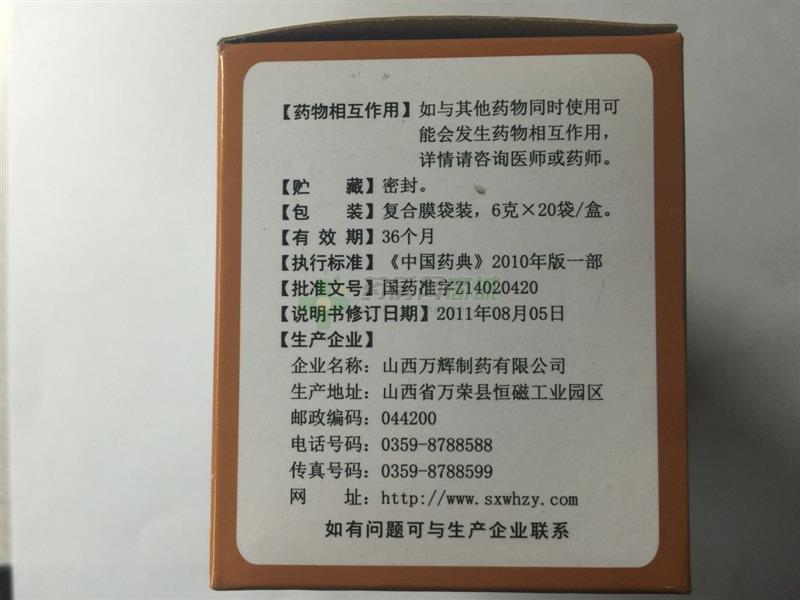 【药物相互作用】如与其他药物同时使用可
能会发生药物相互作用，
详情请咨询医师或药师。
【贮　　藏】密封。
【包　　装】复合膜袋装，6克×20袋/盒。
【有 效 期】36个月
【执行标准】《中国药典》2010年版一部
【批准文号】国药准字Z14020420
【说明书修订日期】2011年08月05日
【生产企业】
企业名称：山西万辉制药有限公司
生产地址：山西省万荣县恒磁工业园区
邮政编码：044200
电话号码：0359-8788588
传真号码：0359-8788599
网　　址：http://www.sxwhzy.com
如有问题可与生产企业联系